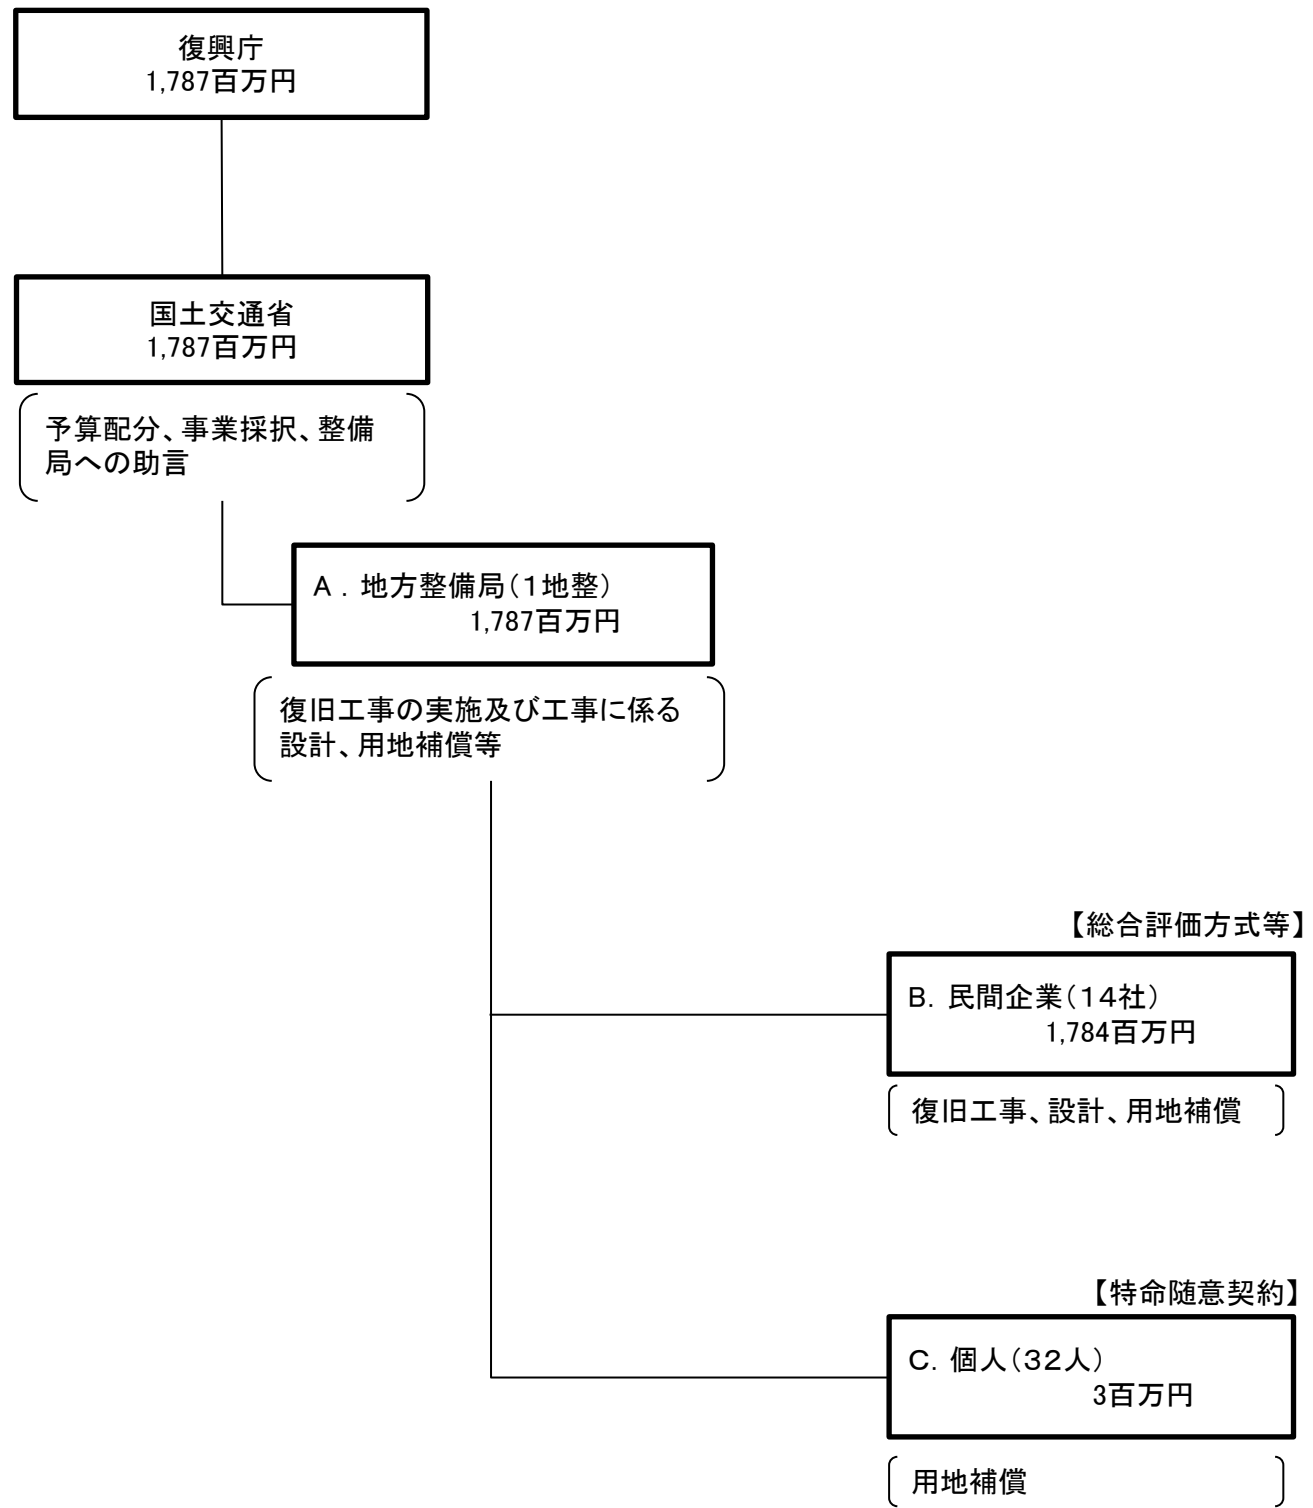 復興庁
1,787百万円
国土交通省
1,787百万円
予算配分、事業採択、整備
局への助言
A．地方整備局（１地整）
1,787百万円
復旧工事の実施及び工事に係る
設計、用地補償等
【総合評価方式等】
B．民間企業（１４社）
1,784百万円
復旧工事、設計、用地補償
【特命随意契約】
C．個人（３２人）
3百万円
用地補償